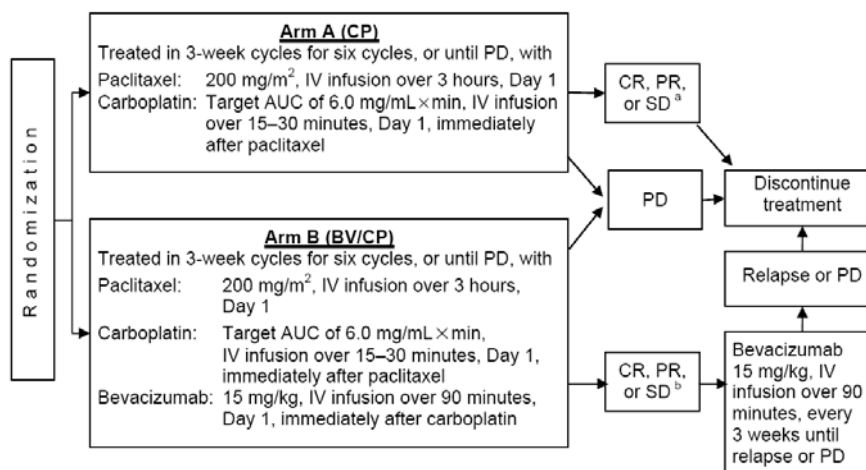 Randomization
Arm A (CP)
Treated in 3-week cycles for six cycles, or until PD, with
Paclitaxel: 200 mg/m², IV infusion over 3 hours, Day 1
Carboplatin: Target AUC of 6.0 mg/mL×min, IV infusion
over 15–30 minutes, Day 1, immediately
after paclitaxel
CR, PR,
or SD ᵃ
PD
Discontinue
treatment
Arm B (BV/CP)
Treated in 3-week cycles for six cycles, or until PD, with
Paclitaxel: 200 mg/m², IV infusion over 3 hours,
Day 1
Carboplatin: Target AUC of 6.0 mg/mL×min,
IV infusion over 15–30 minutes, Day 1,
immediately after paclitaxel
Bevacizumab: 15 mg/kg, IV infusion over 90 minutes,
Day 1, immediately after carboplatin
CR, PR,
or SD ᵇ
Relapse or PD
Bevacizumab
15 mg/kg, IV
infusion over 90
minutes, every
3 weeks until
relapse or PD